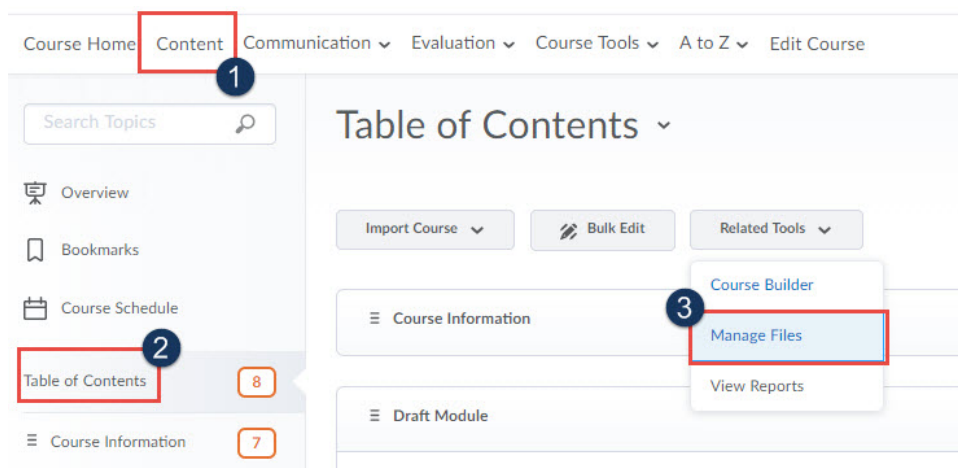 1
Course Home Content Communication Evaluation Course Tools A to Z Edit Course
Search Topics
Overview
Bookmarks
Course Schedule
2
Table of Contents 8
Course Information 7
Table of Contents
Import Course Bulk Edit Related Tools
Course Builder
3
Manage Files
View Reports
Course Information
Draft Module